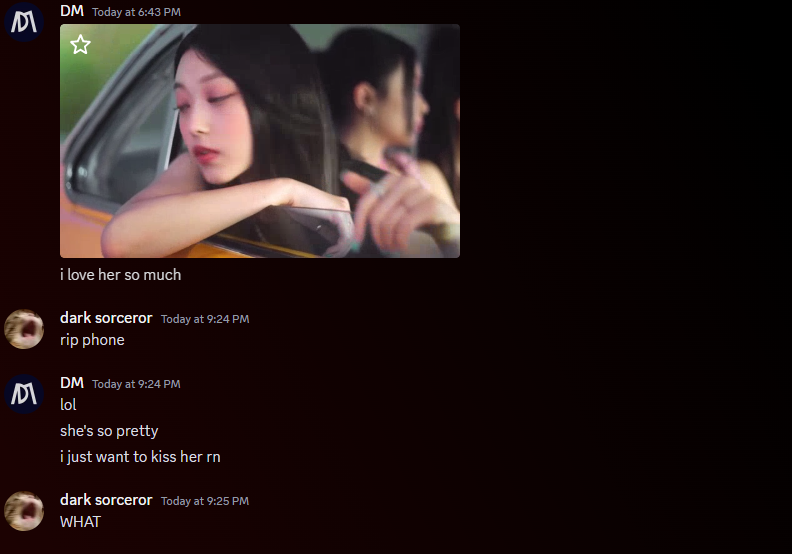 DM Today at 6:43 PM
i love her so much
dark sorceror Today at 9:24 PM
rip phone
DM Today at 9:24 PM
lol
she's so pretty
i just want to kiss her rn
dark sorceror Today at 9:25 PM
WHAT